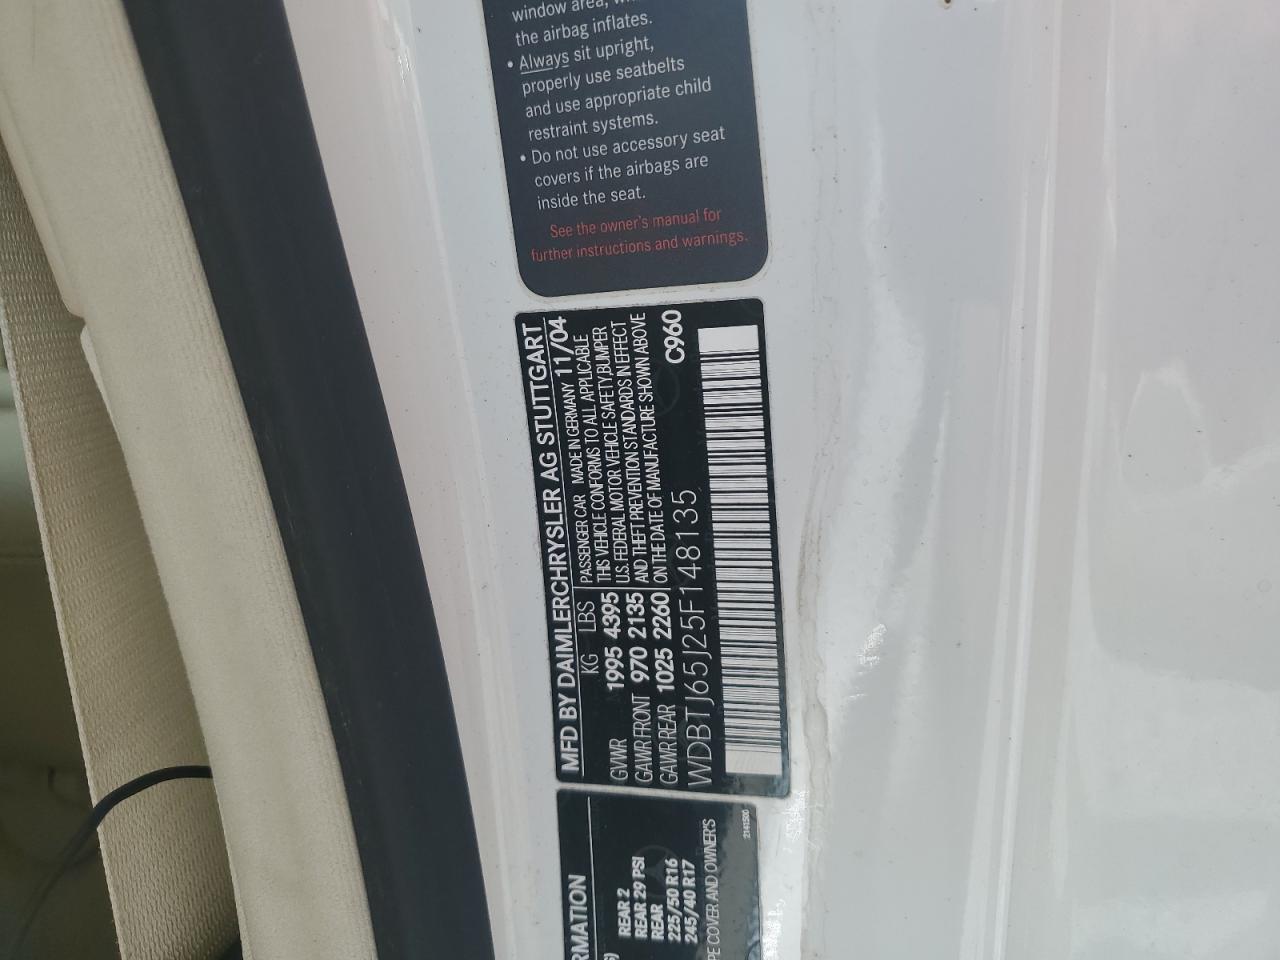 window area,
the airbag inflates.
• Always sit upright,
properly use seatbelts
and use appropriate child
restraint systems.
• Do not use accessory seat
covers if the airbags are
inside the seat.
See the owner's manual for
further instructions and warnings.
MFD BY DAIMLERCHRYSLER AG STUTTGART
KG LBS PASSENGER CAR MADE IN GERMANY 11/04
GVWR 1995 4395 THIS VEHICLE CONFORMS TO ALL APPLICABLE
U.S. FEDERAL MOTOR VEHICLE SAFETY,BUMPER
GAWR FRONT 970 2135 AND THEFT PREVENTION STANDARDS IN EFFECT
GAWR REAR 1025 2260 ON THE DATE OF MANUFACTURE SHOWN ABOVE
WDBTJ65J25F148135 C960
RMATION
REAR 2
REAR 29 PSI
REAR
225/50 R16
245/40 R17
PE COVER AND OWNER'S